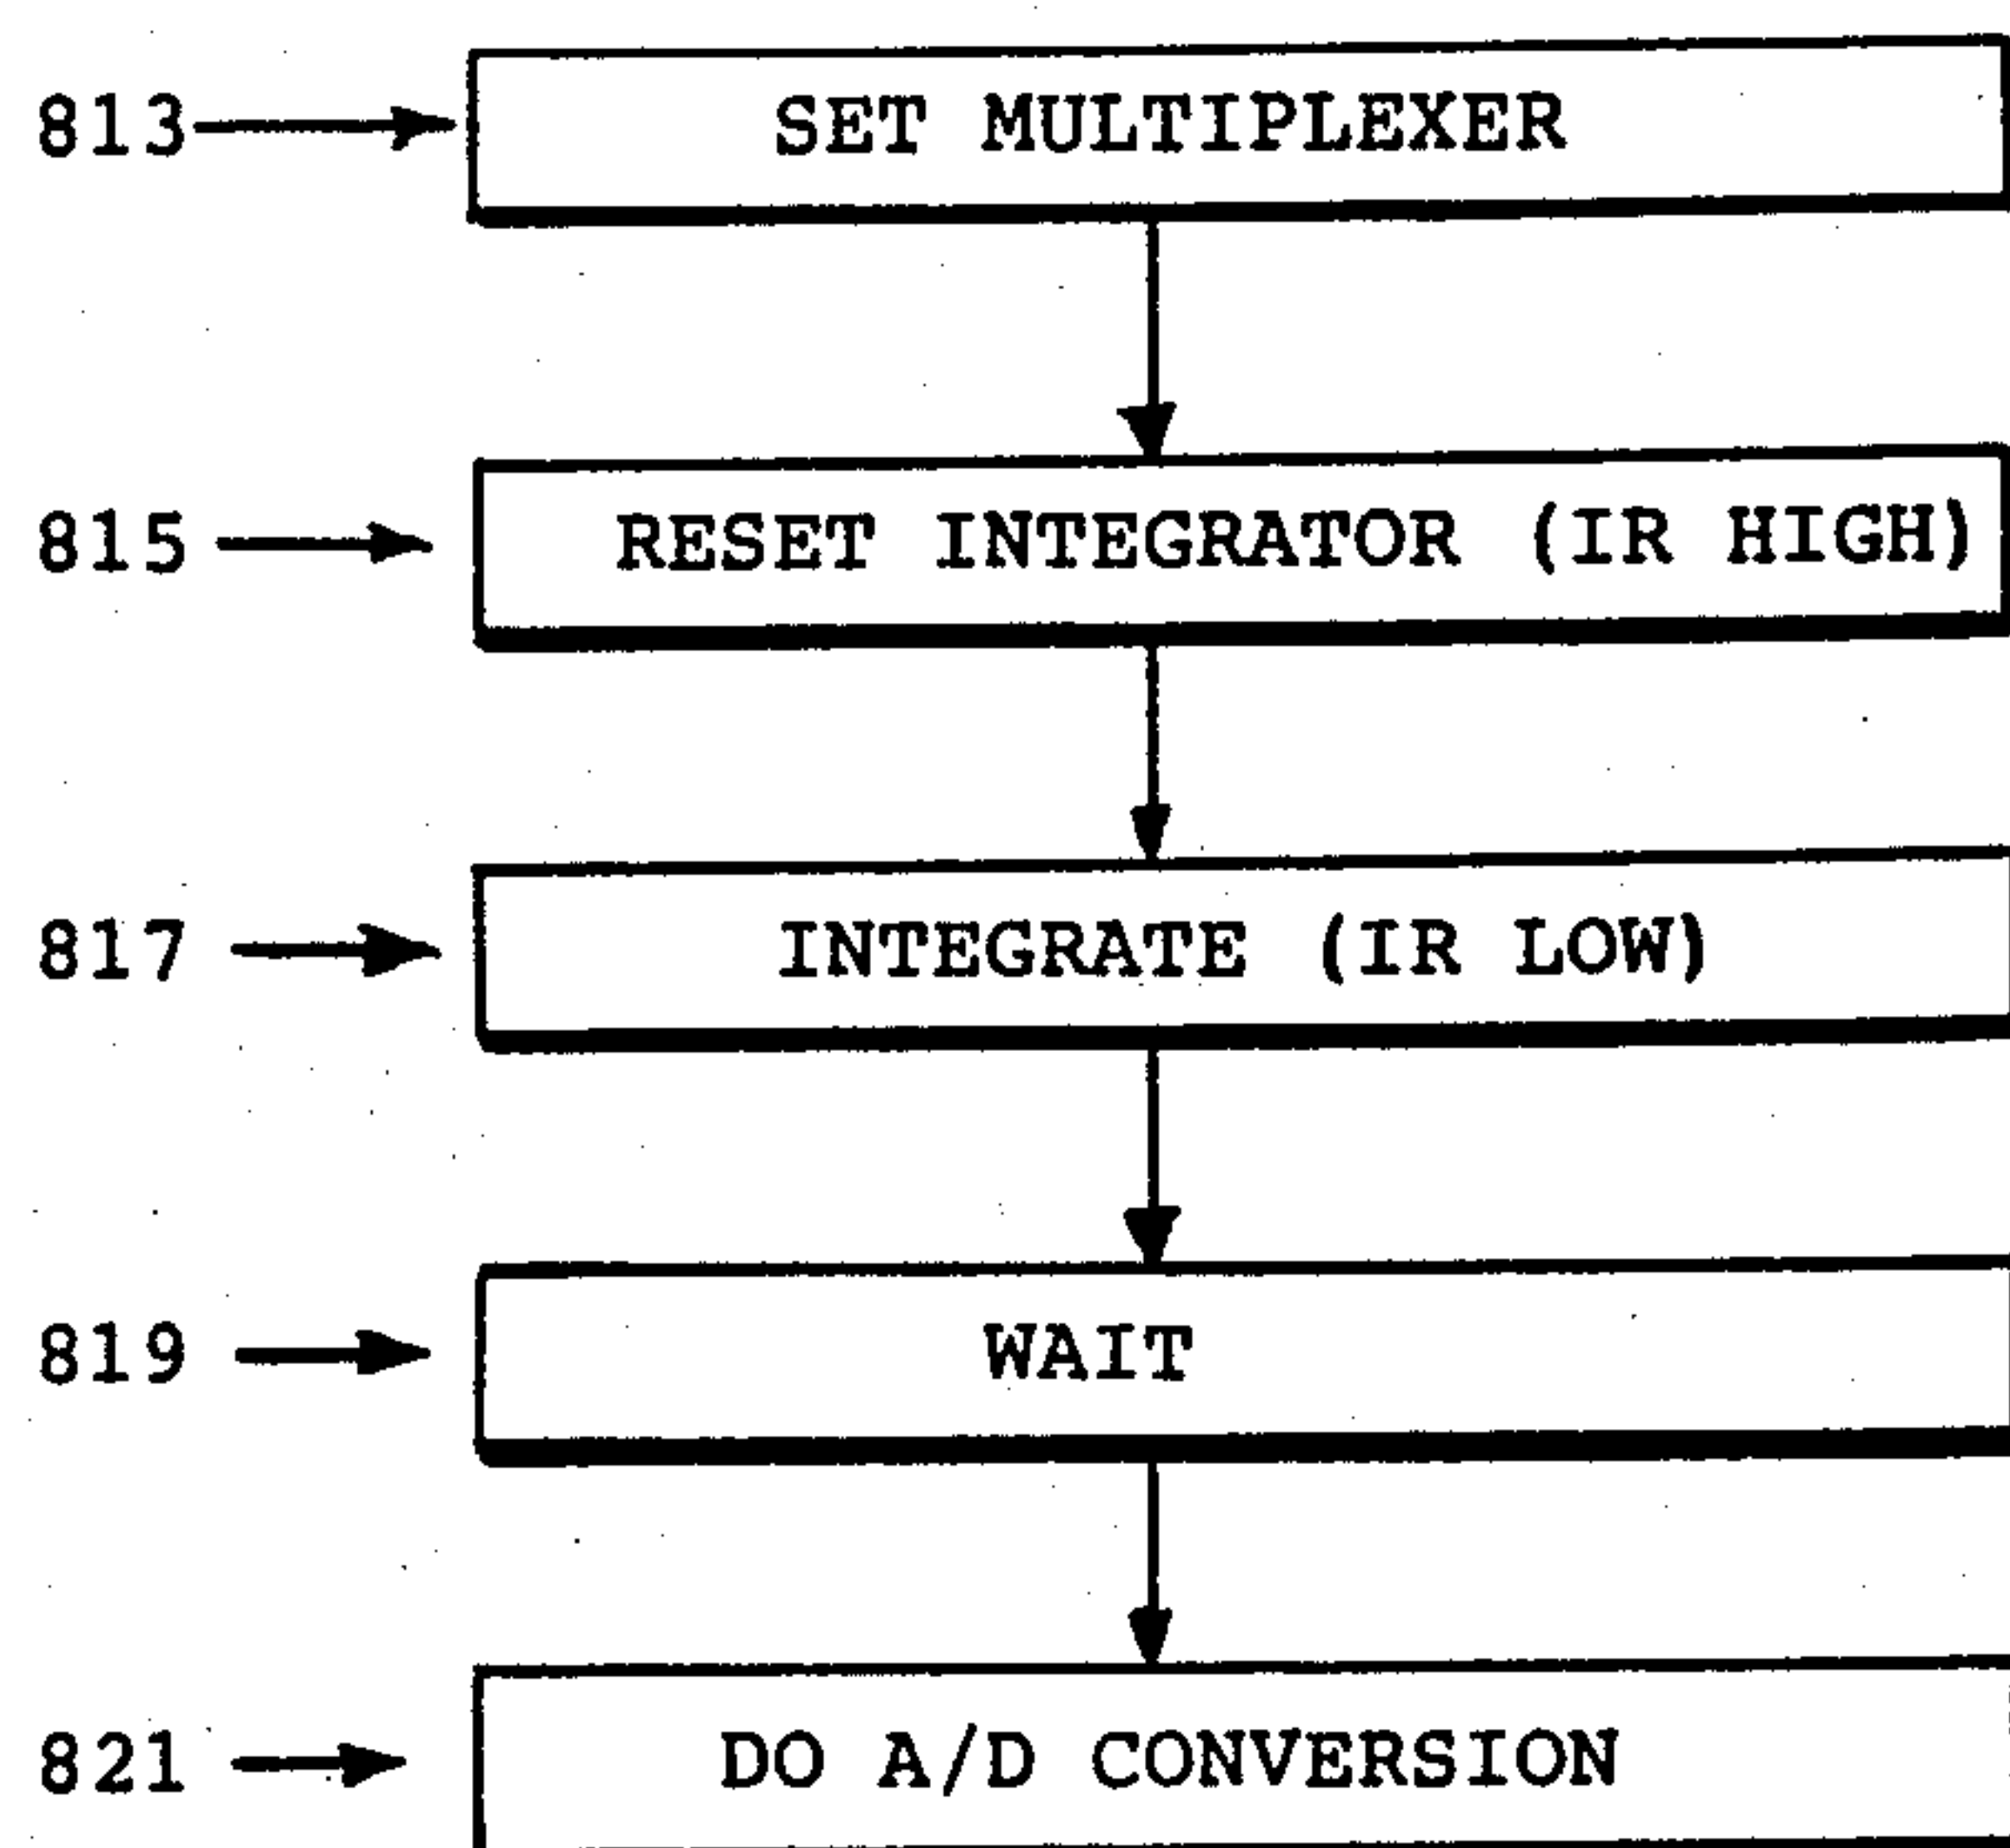 813 SET MULTIPLEXER
815 RESET INTEGRATOR (IR HIGH)
817 INTEGRATE (IR LOW)
819 WAIT
821 DO A/D CONVERSION